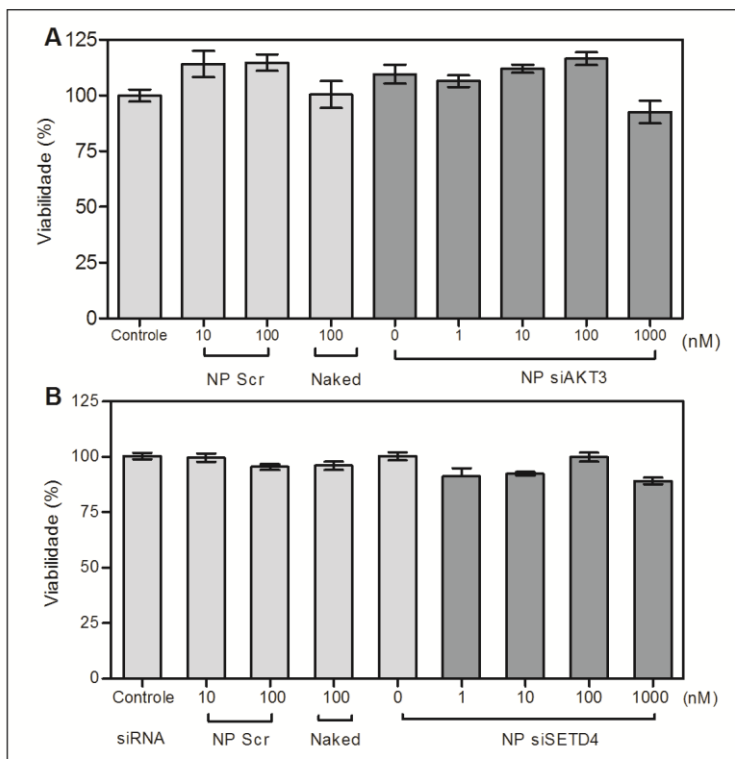 A
125
100
75
50
25
0
Viabilidade (%)
Controle 10 100 100 0 1 10 100 1000 (nM)
NP Scr Naked NP siAKT3
B
125
100
75
50
25
0
Viabilidade (%)
Controle 10 100 100 0 1 10 100 1000 (nM)
siRNA NP Scr Naked NP siSETD4